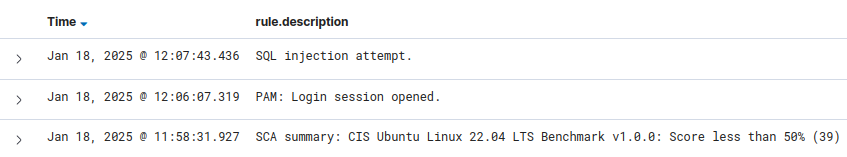 Time rule.description
Jan 18, 2025 @ 12:07:43.436 SQL injection attempt.
Jan 18, 2025 @ 12:06:07.319 PAM: Login session opened.
Jan 18, 2025 @ 11:58:31.927 SCA summary: CIS Ubuntu Linux 22.04 LTS Benchmark v1.0.0: Score less than 50% (39)